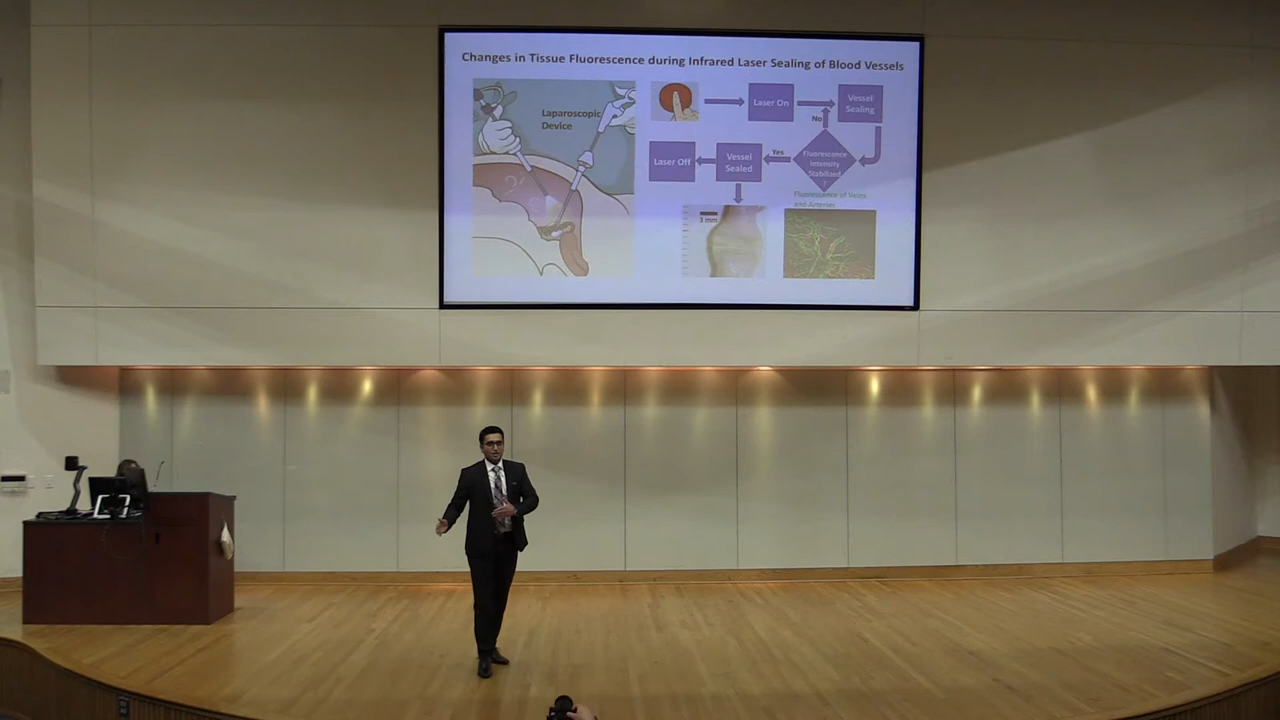 Changes in Tissue Fluorescence during Infrared Laser Sealing of Blood Vessels
Laparoscopic
Device
Laser On
Vessel
Sealing
No
Fluorescence
Intensity
Stabilized
?
Yes
Vessel
Sealed
Laser Off
Fluorescence of Veins
and Arteries
3 mm